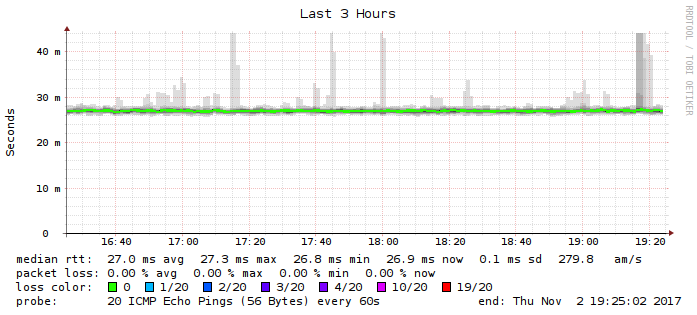 Last 3 Hours
RRDTOOL / TOBI OETIKER
Seconds
40 m
30 m
20 m
10 m
0
16:40 17:00 17:20 17:40 18:00 18:20 18:40 19:00 19:20
median rtt: 27.0 ms avg 27.3 ms max 26.8 ms min 26.9 ms now 0.1 ms sd 279.8 am/s
packet loss: 0.00 % avg 0.00 % max 0.00 % min 0.00 % now
loss color: 0 1/20 2/20 3/20 4/20 10/20 19/20
probe: 20 ICMP Echo Pings (56 Bytes) every 60s end: Thu Nov 2 19:25:02 2017